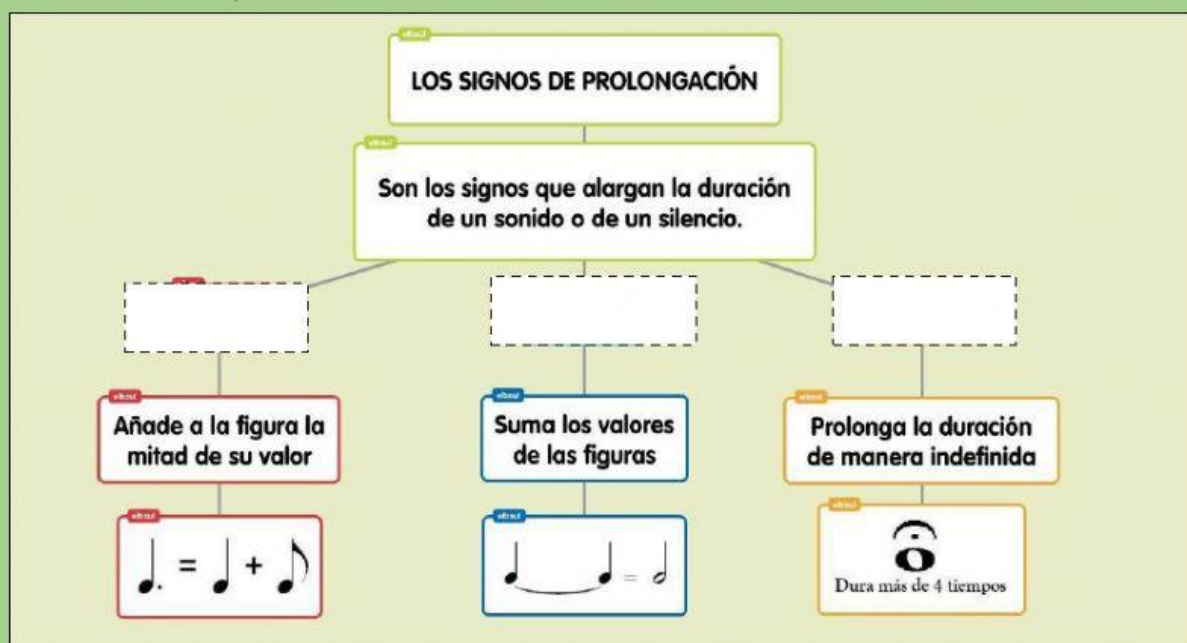 LOS SIGNOS DE PROLONGACIÓN
Son los signos que alargan la duración
de un sonido o de un silencio.
Añade a la figura la
mitad de su valor
Suma los valores
de las figuras
Prolonga la duración
de manera indefinida
= +
=
Dura más de 4 tiempos